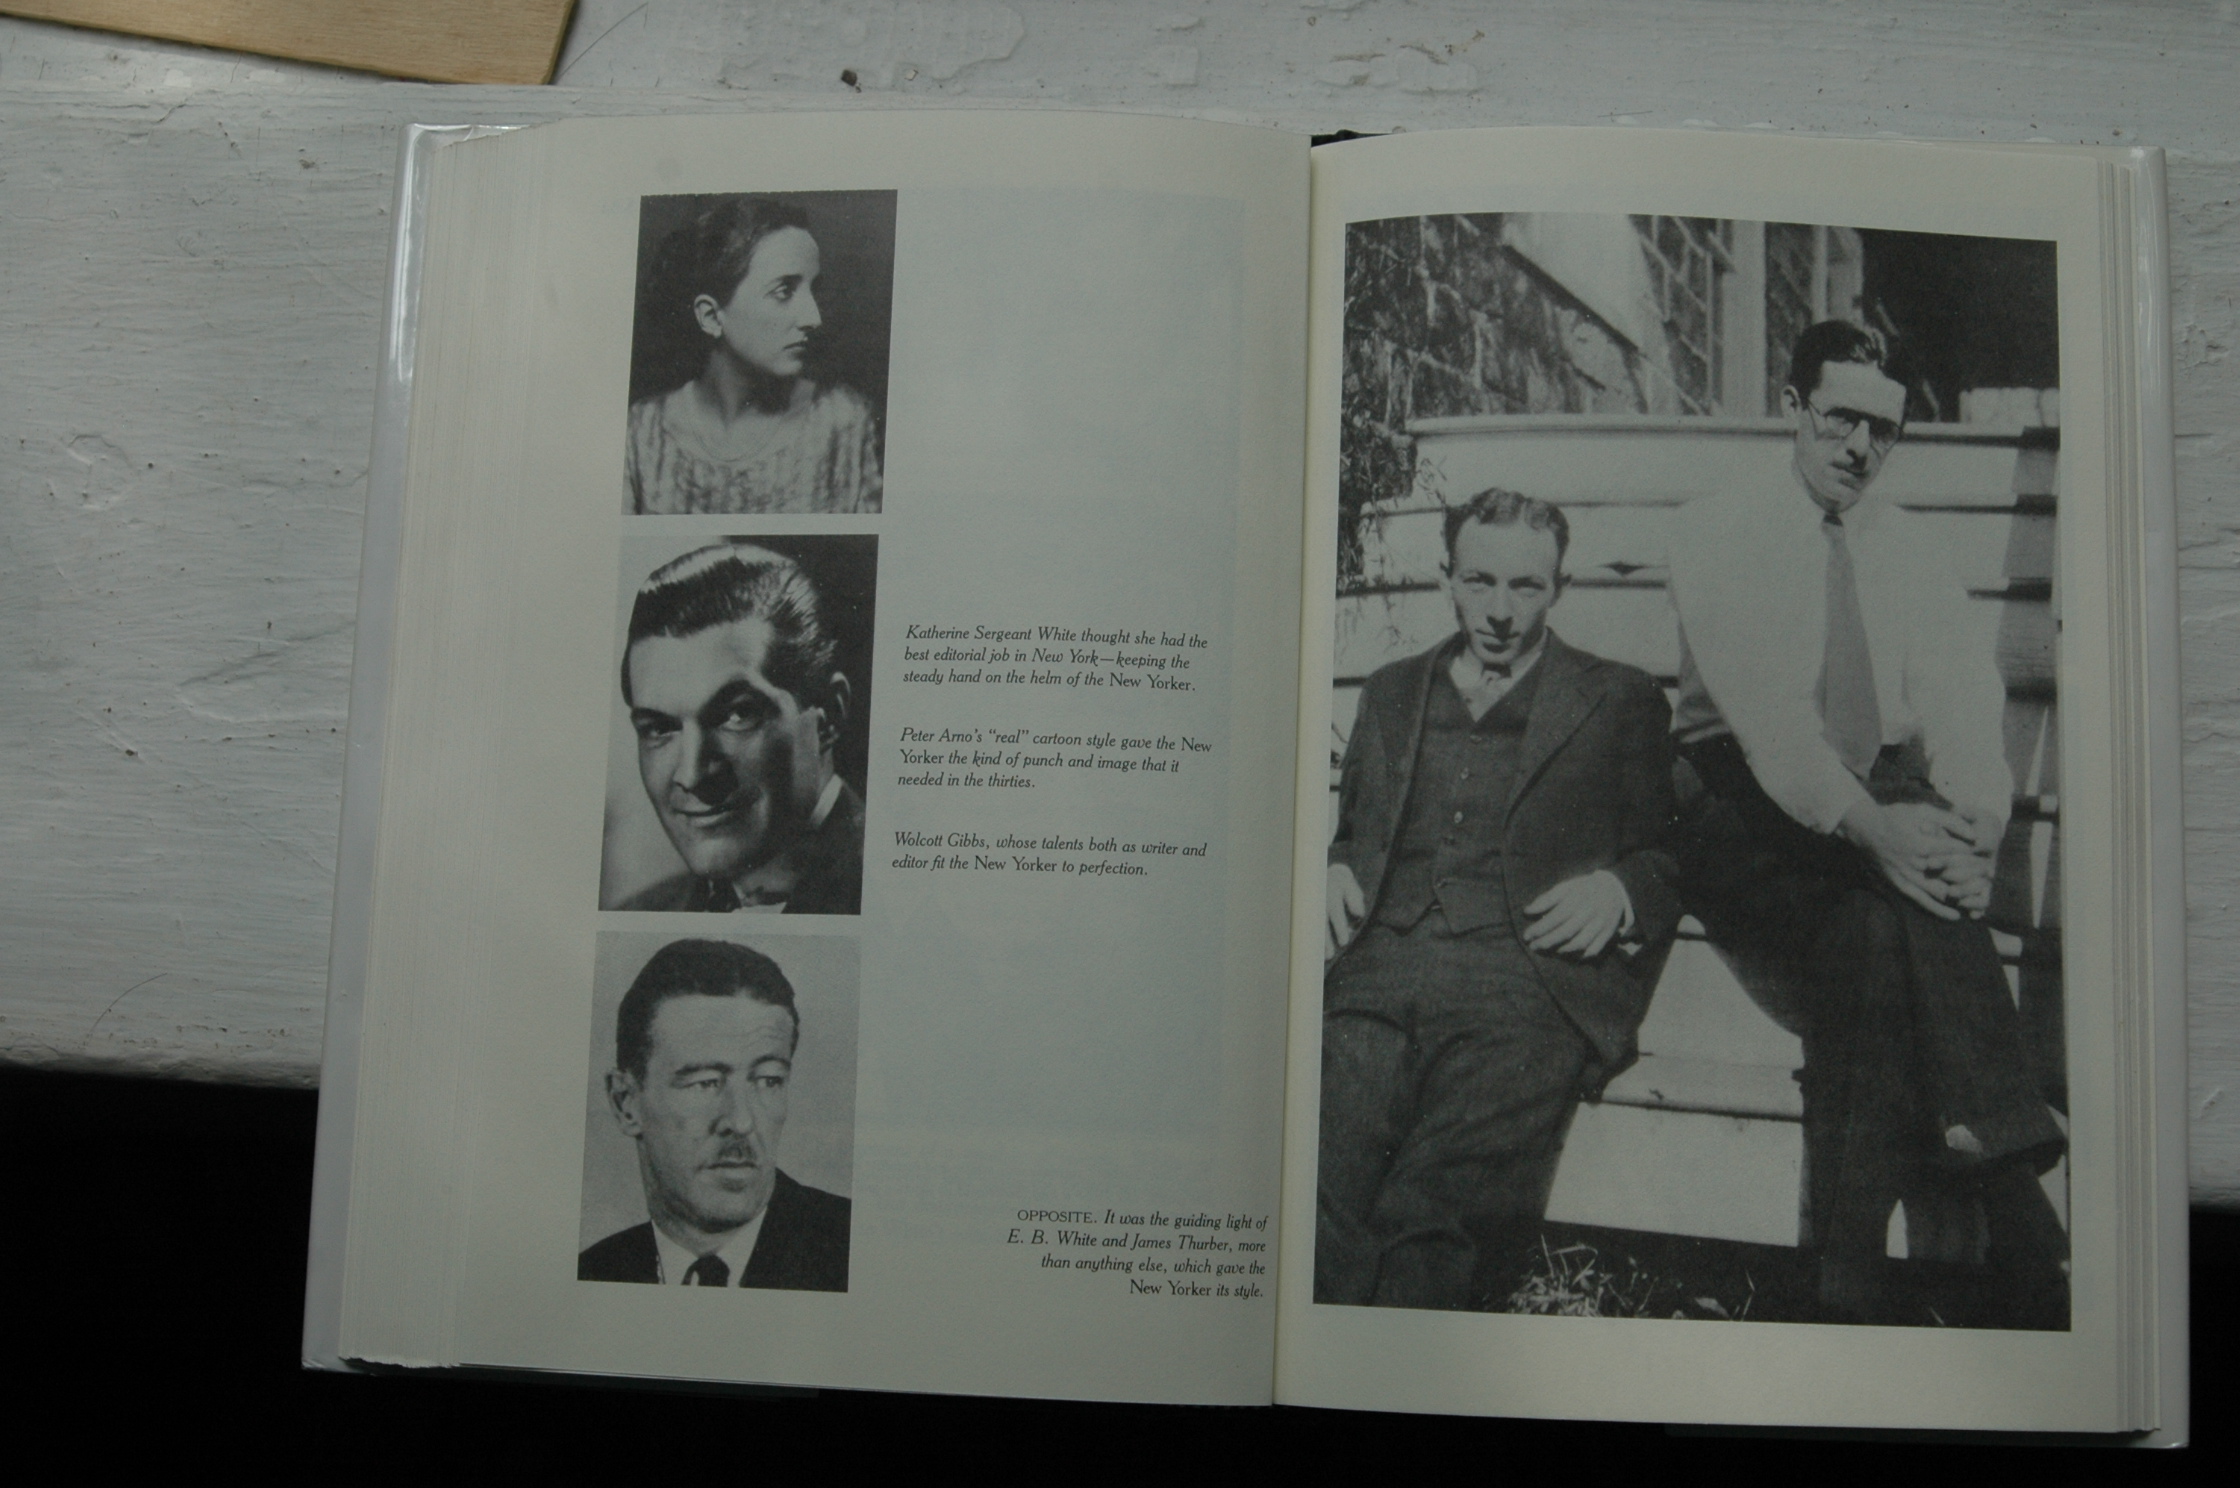 Katherine Sergeant White thought she had the
best editorial job in New York—keeping the
steady hand on the helm of the New Yorker.
Peter Arno's "real" cartoon style gave the New
Yorker the kind of punch and image that it
needed in the thirties.
Wolcott Gibbs, whose talents both as writer and
editor fit the New Yorker to perfection.
OPPOSITE. It was the guiding light of
E. B. White and James Thurber, more
than anything else, which gave the
New Yorker its style.